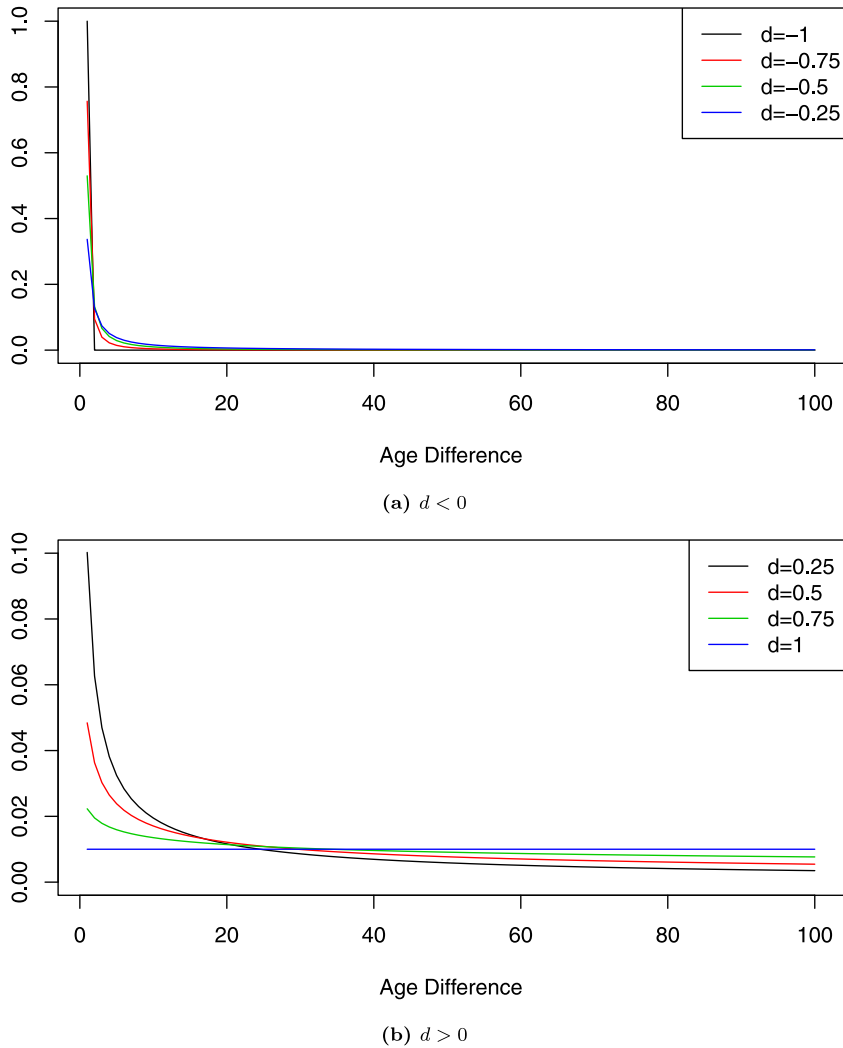 1.0
0.8
0.6
0.4
0.2
0.0
d=−1
d=−0.75
d=−0.5
d=−0.25
0 20 40 60 80 100
Age Difference
(a) d < 0
0.10
0.08
0.06
0.04
0.02
0.00
d=0.25
d=0.5
d=0.75
d=1
0 20 40 60 80 100
Age Difference
(b) d > 0